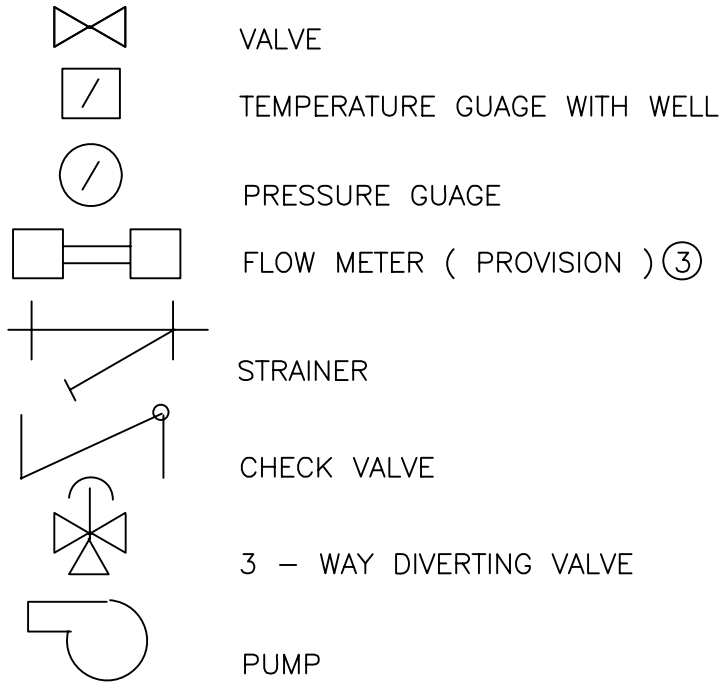 VALVE
TEMPERATURE GUAGE WITH WELL
PRESSURE GUAGE
FLOW METER ( PROVISION ) 3
STRAINER
CHECK VALVE
3 - WAY DIVERTING VALVE
PUMP